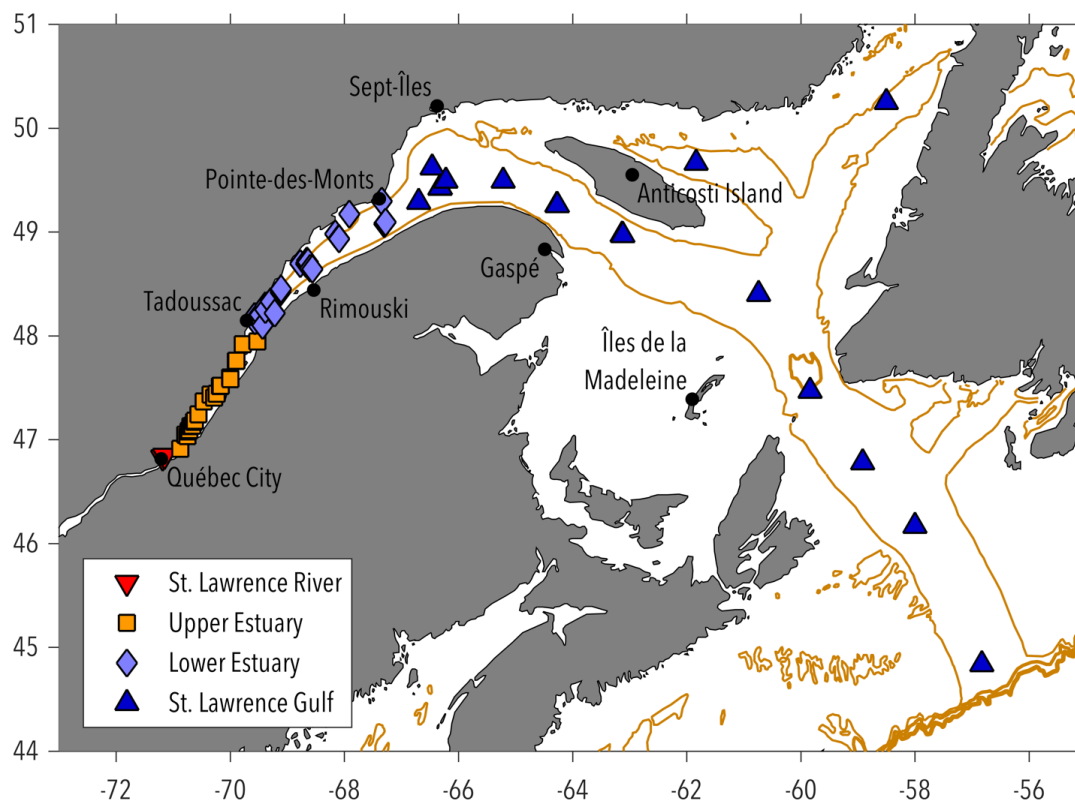 51
50
49
48
47
46
45
44
Sept-Îles
Pointe-des-Monts
Anticosti Island
Gaspé
Tadoussac
Rimouski
Îles de la
Madeleine
Québec City
St. Lawrence River
Upper Estuary
Lower Estuary
St. Lawrence Gulf
-72 -70 -68 -66 -64 -62 -60 -58 -56